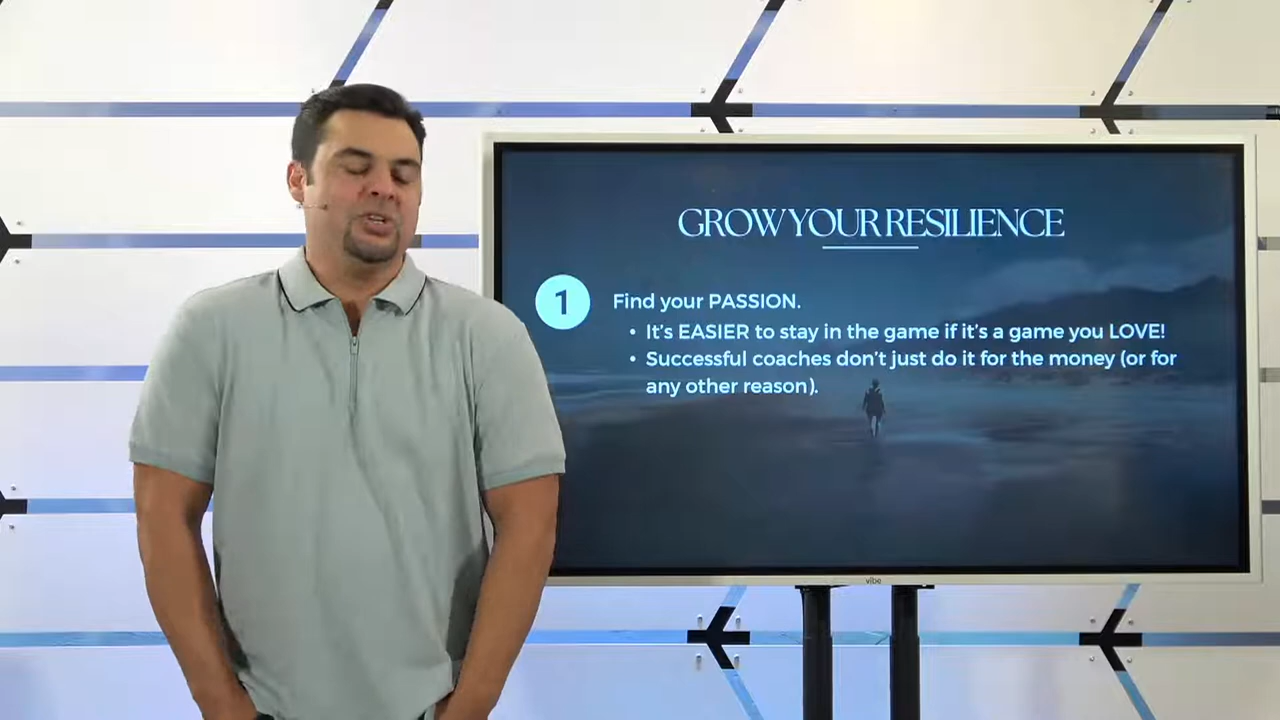 GROW YOUR RESILIENCE
1
Find your PASSION.
• It's EASIER to stay in the game if it's a game you LOVE!
• Successful coaches don't just do it for the money (or for
any other reason).
vibe